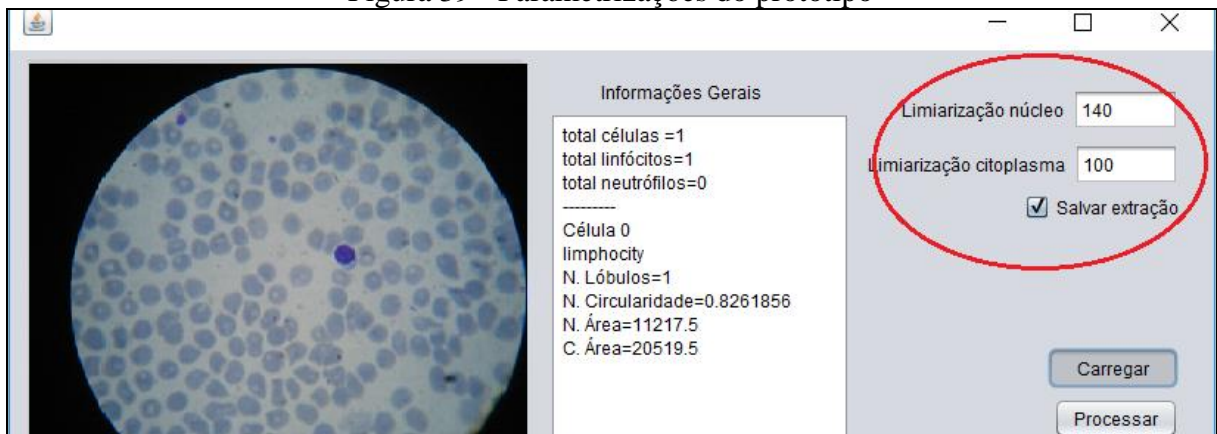 Figura 39 - Parametrizações do protótipo
Informações Gerais
total células =1
total linfócitos=1
total neutrófilos=0
---------
Célula 0
limphocity
N. Lóbulos=1
N. Circularidade=0.8261856
N. Área=11217.5
C. Área=20519.5
Limiarização núcleo 140
Limiarização citoplasma 100
Salvar extração
Carregar
Processar